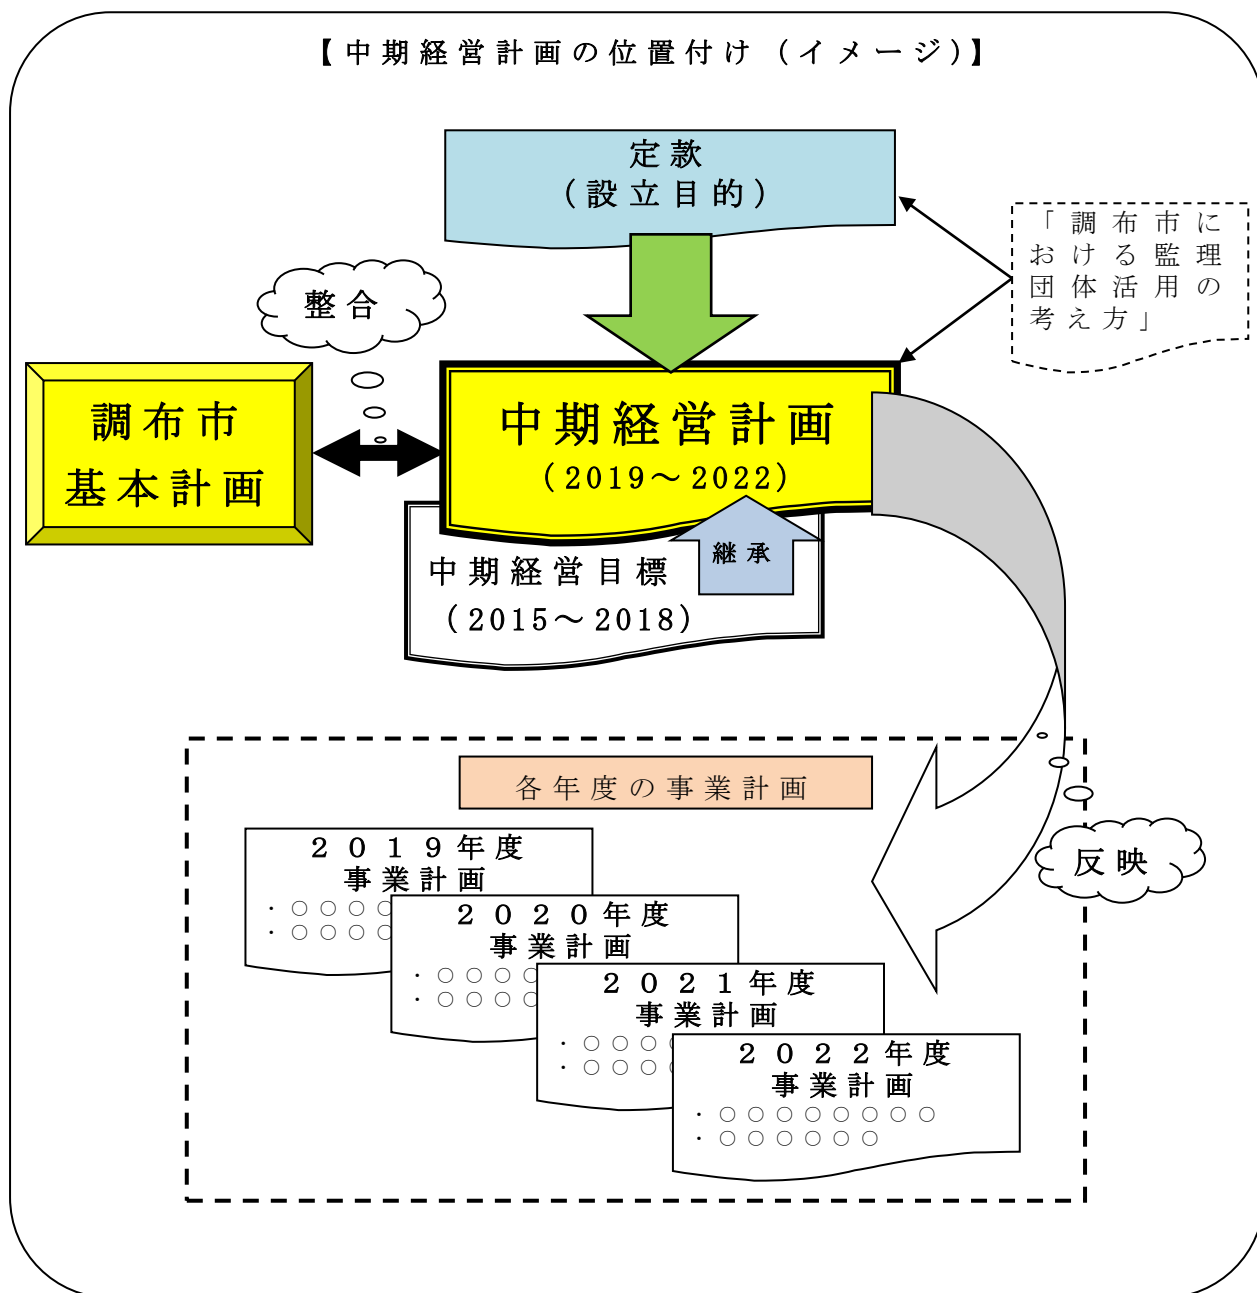 【中期経営計画の位置付け（イメージ）】
定款
（設立目的）
「調布市に
おける監理
団体活用の
考え方」
整合
調布市
基本計画
中期経営計画
（2019～2022）
継承
中期経営目標
（2015～2018）
各年度の事業計画
２０１９年度
事業計画
・○○○○
・○○○○
２０２０年度
事業計画
・○○○○
・○○○○
２０２１年度
事業計画
・○○○○
・○○○○
２０２２年度
事業計画
・○○○○○○○○
・○○○○○○
反映